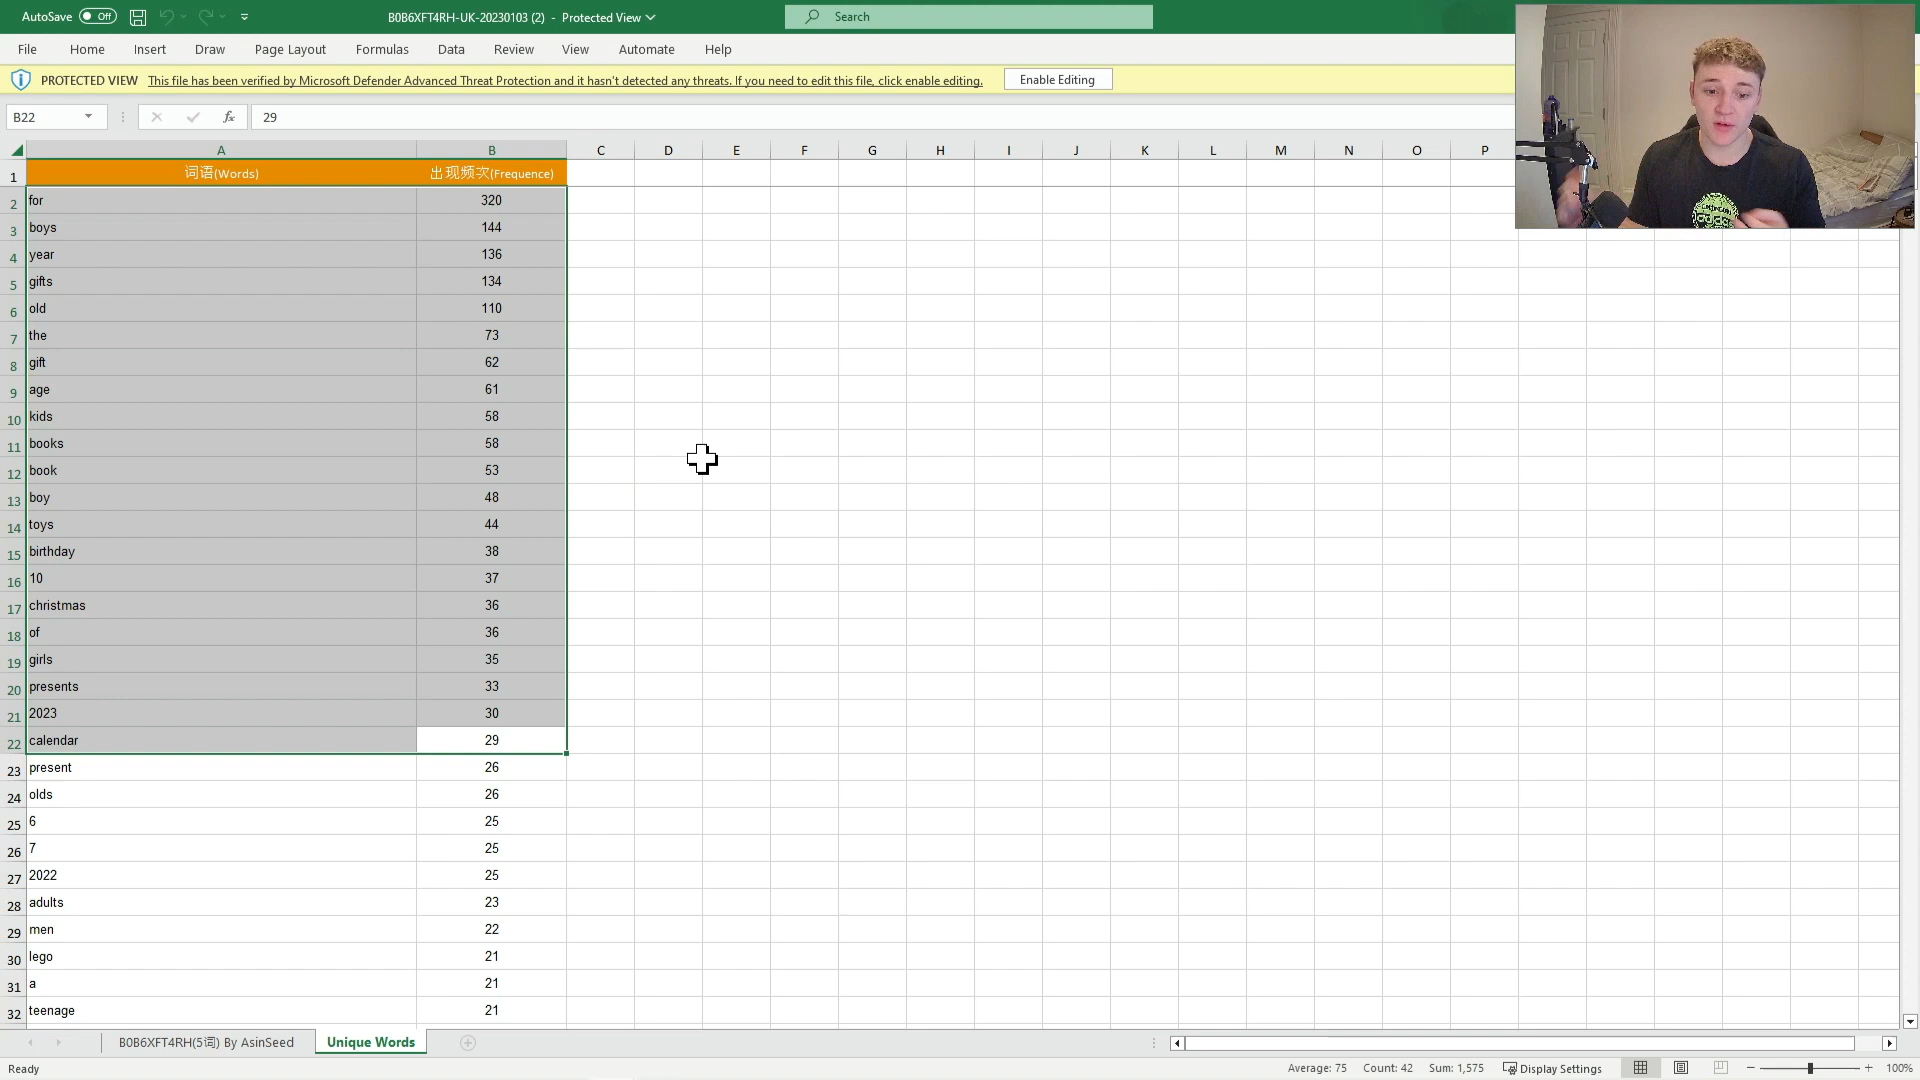 AutoSave Off B0B6XFT4RH-UK-20230103 (2) - Protected View Search
File Home Insert Draw Page Layout Formulas Data Review View Automate Help
PROTECTED VIEW This file has been verified by Microsoft Defender Advanced Threat Protection and it hasn't detected any threats. If you need to edit this file, click enable editing. Enable Editing
B22 fx 29
A B C D E F G H I J K L M N O P
1 词语(Words) 出现频次(Frequence)
2 for 320
3 boys 144
4 year 136
5 gifts 134
6 old 110
7 the 73
8 gift 62
9 age 61
10 kids 58
11 books 58
12 book 53
13 boy 48
14 toys 44
15 birthday 38
16 10 37
17 christmas 36
18 of 36
19 girls 35
20 presents 33
21 2023 30
22 calendar 29
23 present 26
24 olds 26
25 6 25
26 7 25
27 2022 25
28 adults 23
29 men 22
30 lego 21
31 a 21
32 teenage 21
B0B6XFT4RH(5词) By AsinSeed Unique Words
Ready Average: 75 Count: 42 Sum: 1,575 Display Settings 100%